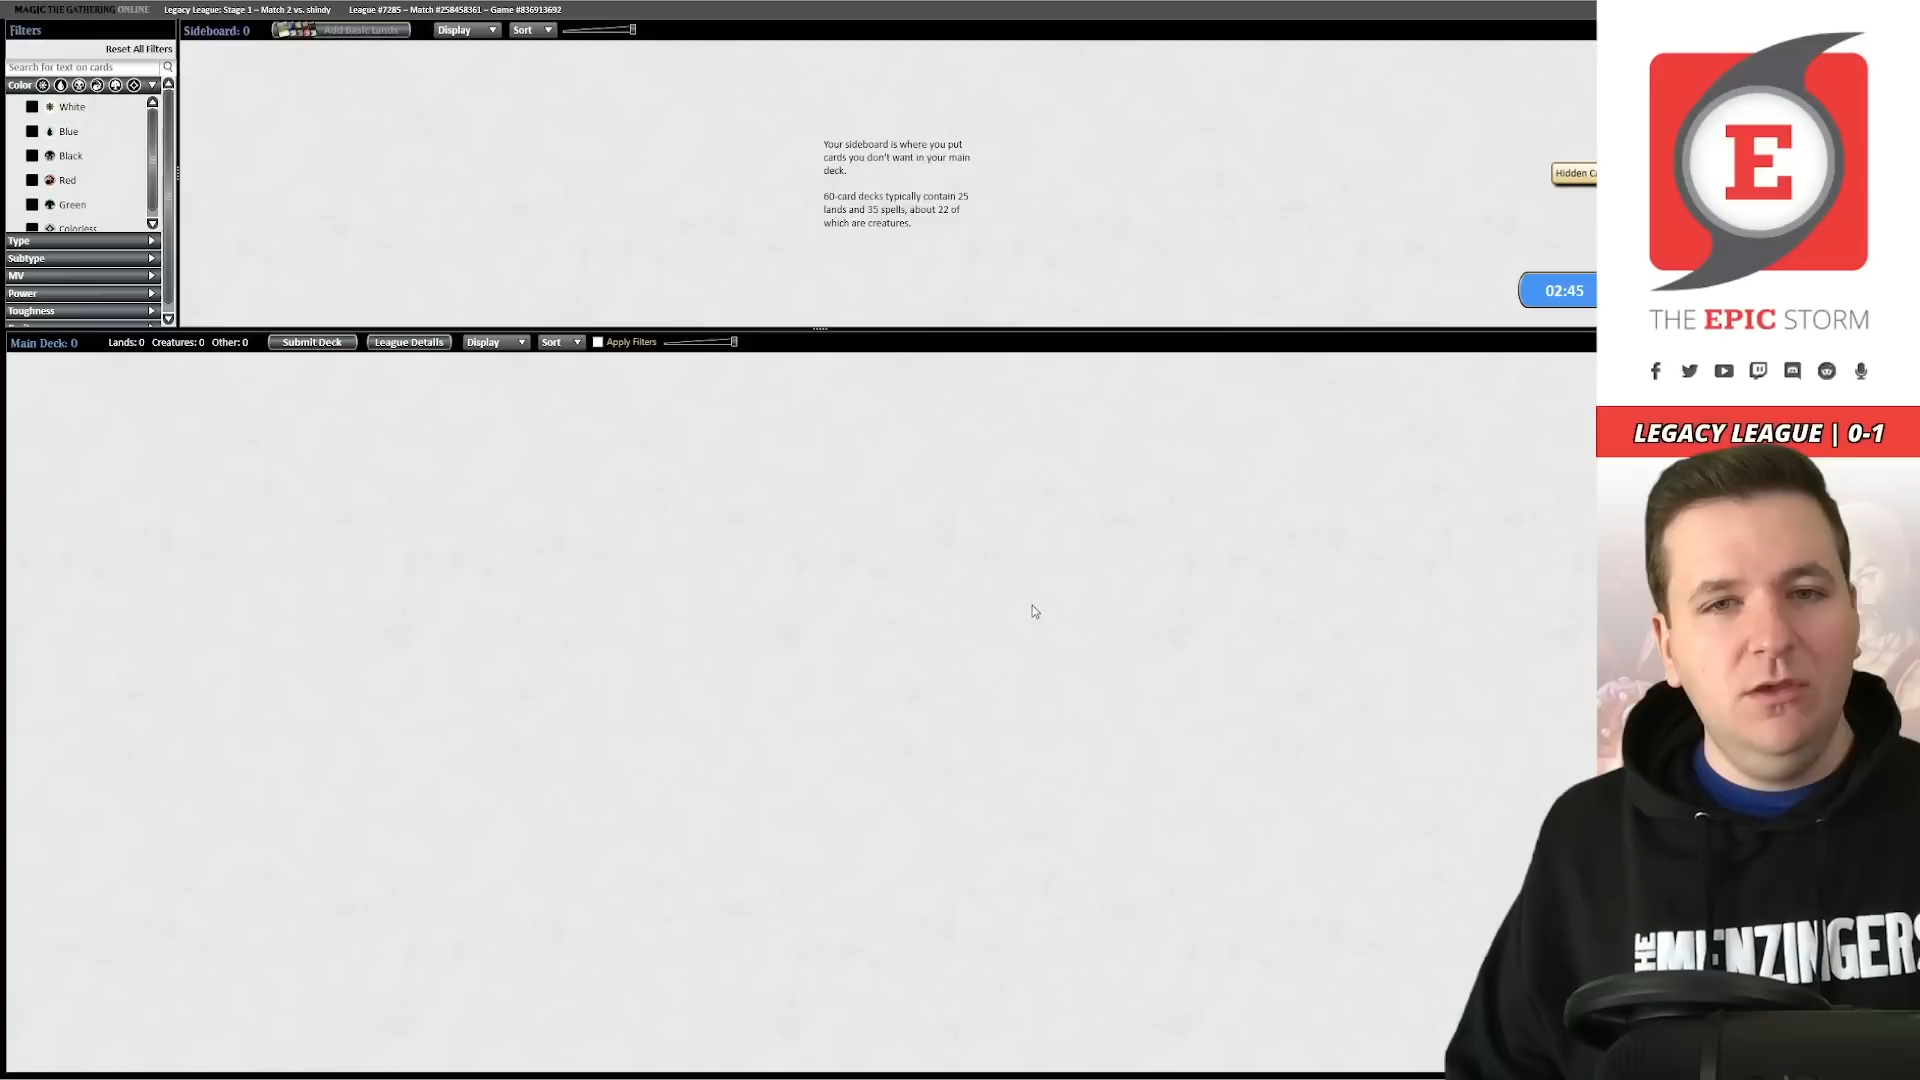 MAGIC THE GATHERING ONLINE
Legacy League: Stage 1 – Match 2 vs. shindy
League #7285 – Match #258458361 – Game #836913692
Filters
Sideboard: 0
Add Basic Lands
Display
Sort
Reset All Filters
Search for text on cards
Color
White
Blue
Black
Red
Green
Colorless
Type
Subtype
MV
Power
Toughness
Your sideboard is where you put
cards you don't want in your main
deck.
60-card decks typically contain 25
lands and 35 spells, about 22 of
which are creatures.
Hidden Ca
02:45
Main Deck: 0
Lands: 0 Creatures: 0 Other: 0
Submit Deck
League Details
Display
Sort
Apply Filters
E
THE EPIC STORM
LEGACY LEAGUE | 0-1
THE MENZINGERS